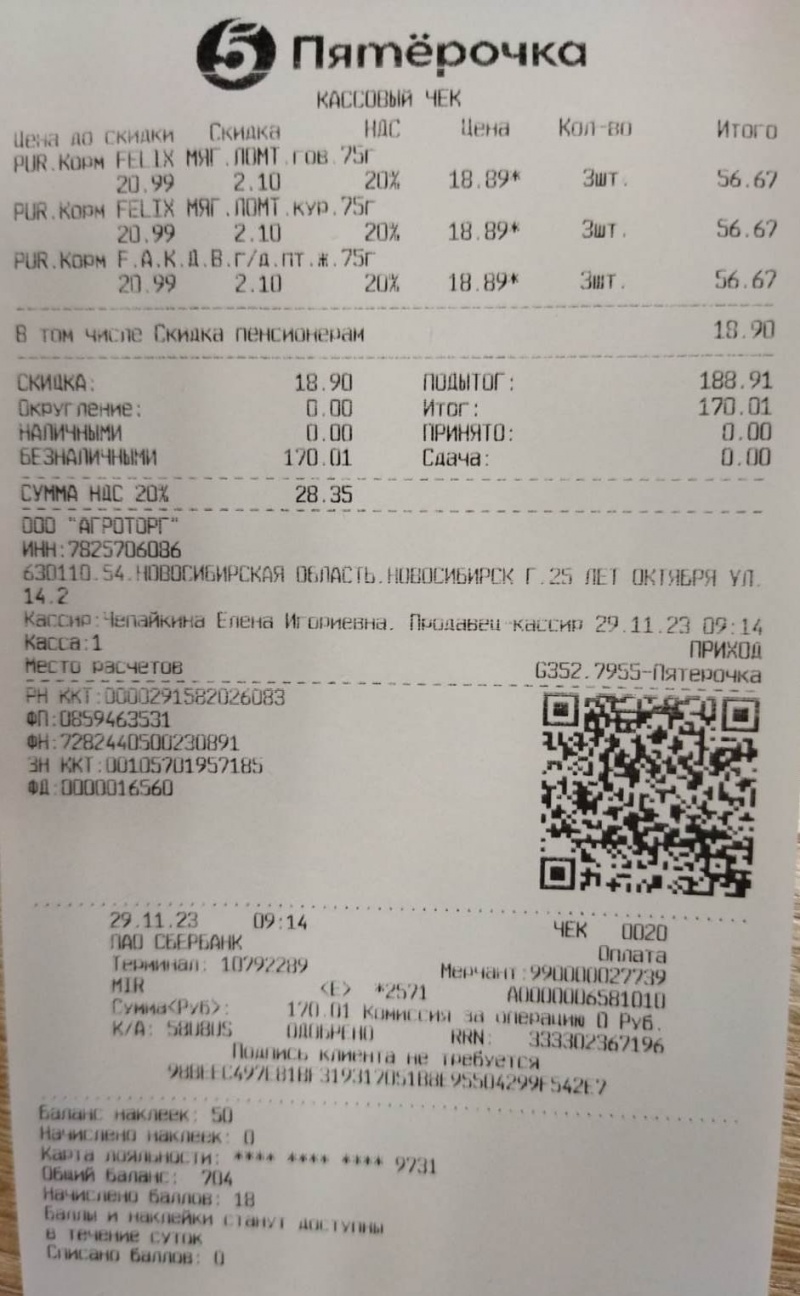 5 Пятёрочка
КАССОВЫЙ ЧЕК
Цена до скидки Скидка НДС Цена Кол-во Итого
PUR.Корм FELIX МЯГ.ЛОМТ.гов.75г
20.99 2.10 20% 18.89* 3шт. 56.67
PUR.Корм FELIX МЯГ.ЛОМТ.кур.75г
20.99 2.10 20% 18.89* 3шт. 56.67
PUR.Корм F.А.К.Д.В.г/д.пт.ж.75г
20.99 2.10 20% 18.89* 3шт. 56.67
В том числе Скидка пенсионерам 18.90
СКИДКА: 18.90 ПОДЫТОГ: 188.91
Округление: 0.00 Итог: 170.01
НАЛИЧНЫМИ 0.00 ПРИНЯТО: 0.00
БЕЗНАЛИЧНЫМИ 170.01 Сдача: 0.00
СУММА НДС 20% 28.35
ООО "АГРОТОРГ"
ИНН:7825706086
630110.54.НОВОСИБИРСКАЯ ОБЛАСТЬ.НОВОСИБИРСК Г.25 ЛЕТ ОКТЯБРЯ УЛ.
14.2
Кассир:Чепайкина Елена Игориевна. Продавец-кассир 29.11.23 09:14
Касса:1 ПРИХОД
Место расчетов G352.7955-Пятерочка
РН ККТ:0000291582026083
ФП:0859463531
ФН:7282440500230891
ЗН ККТ:00105701957185
ФД:0000016560
29.11.23 09:14 ЧЕК 0020
ПАО СБЕРБАНК Оплата
Терминал: 10792289 Мерчант:990000027739
MIR <E> *2571 A0000006581010
Сумма<Руб>: 170.01 Комиссия за операцию 0 Руб.
К/А: 580805 ОДОБРЕНО RRN: 333302367196
Подпись клиента не требуется
Баланс наклеек: 50
Начислено наклеек: 0
Карта лояльности: **** **** **** 9731
Общий баланс: 704
Начислено баллов: 18
Баллы и наклейки станут доступны
в течение суток
Списано баллов: 0